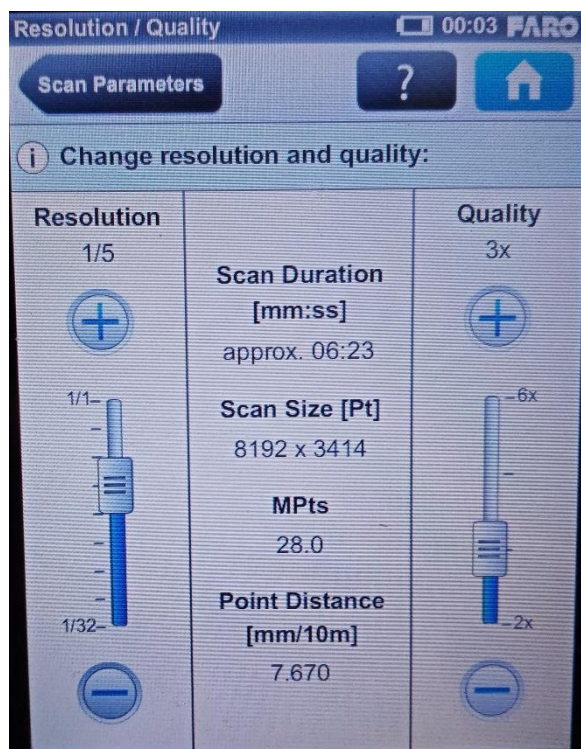 Resolution / Quality
00:03 FARO
Scan Parameters
?
i Change resolution and quality:
Resolution
1/5
1/1
1/32
Scan Duration
[mm:ss]
approx. 06:23
Scan Size [Pt]
8192 x 3414
MPts
28.0
Point Distance
[mm/10m]
7.670
Quality
3x
6x
2x